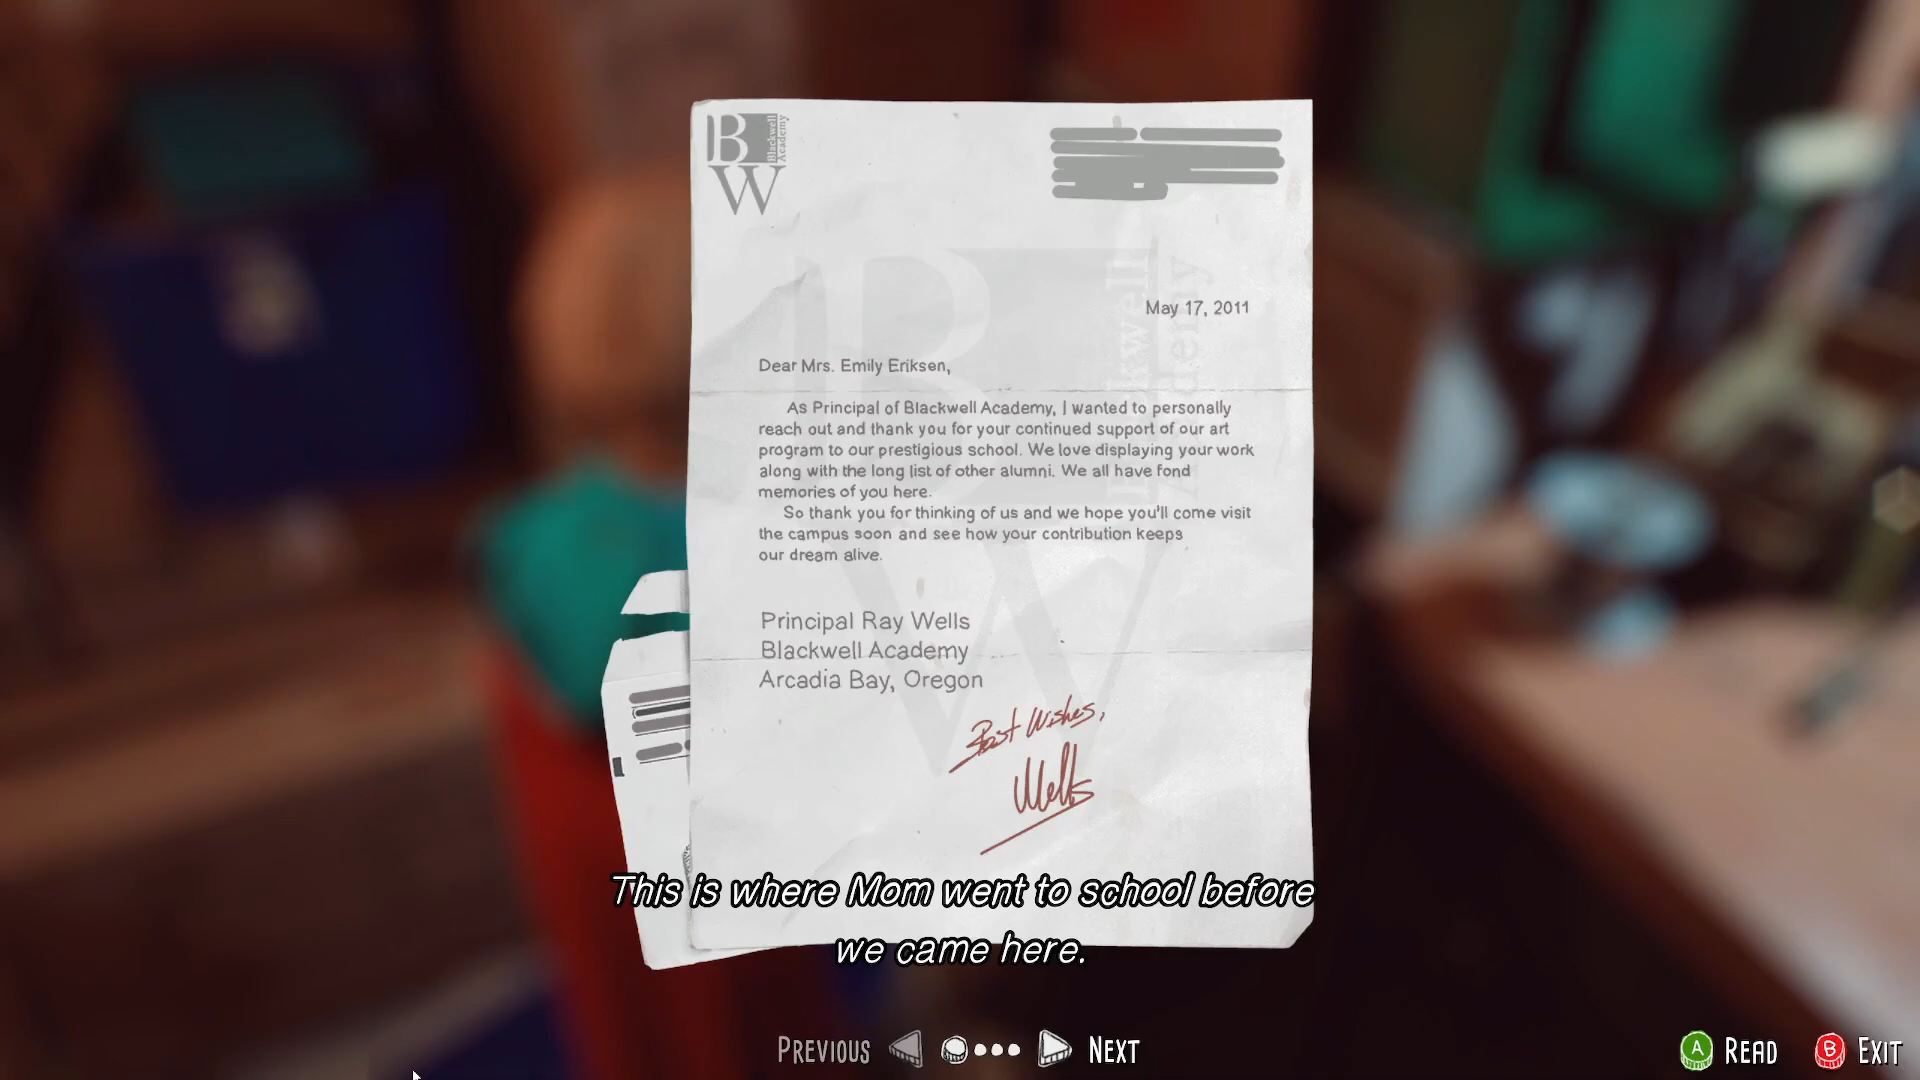 B
Blackwell
Academy
W
May 17, 2011
Dear Mrs. Emily Eriksen,
As Principal of Blackwell Academy, I wanted to personally
reach out and thank you for your continued support of our art
program to our prestigious school. We love displaying your work
along with the long list of other alumni. We all have fond
memories of you here.
So thank you for thinking of us and we hope you'll come visit
the campus soon and see how your contribution keeps
our dream alive.
Principal Ray Wells
Blackwell Academy
Arcadia Bay, Oregon
Best Wishes,
Wells
This is where Mom went to school before
we came here.
PREVIOUS NEXT
A READ B EXIT